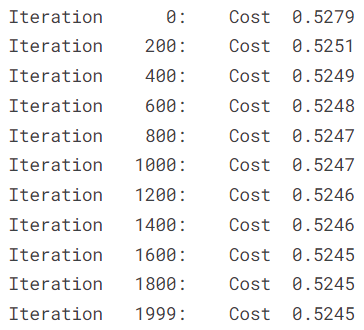 Iteration    0:    Cost  0.5279
Iteration  200:    Cost  0.5251
Iteration  400:    Cost  0.5249
Iteration  600:    Cost  0.5248
Iteration  800:    Cost  0.5247
Iteration 1000:    Cost  0.5247
Iteration 1200:    Cost  0.5246
Iteration 1400:    Cost  0.5246
Iteration 1600:    Cost  0.5245
Iteration 1800:    Cost  0.5245
Iteration 1999:    Cost  0.5245